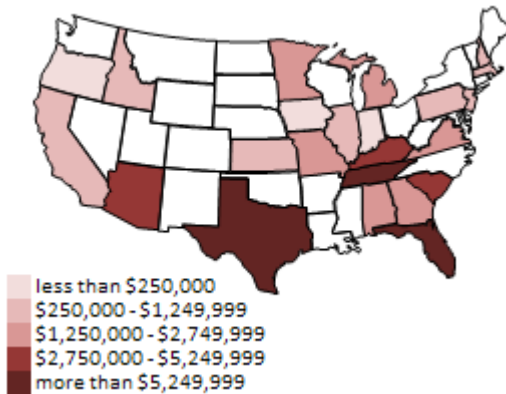 less than $250,000
$250,000 - $1,249,999
$1,250,000 - $2,749,999
$2,750,000 - $5,249,999
more than $5,249,999